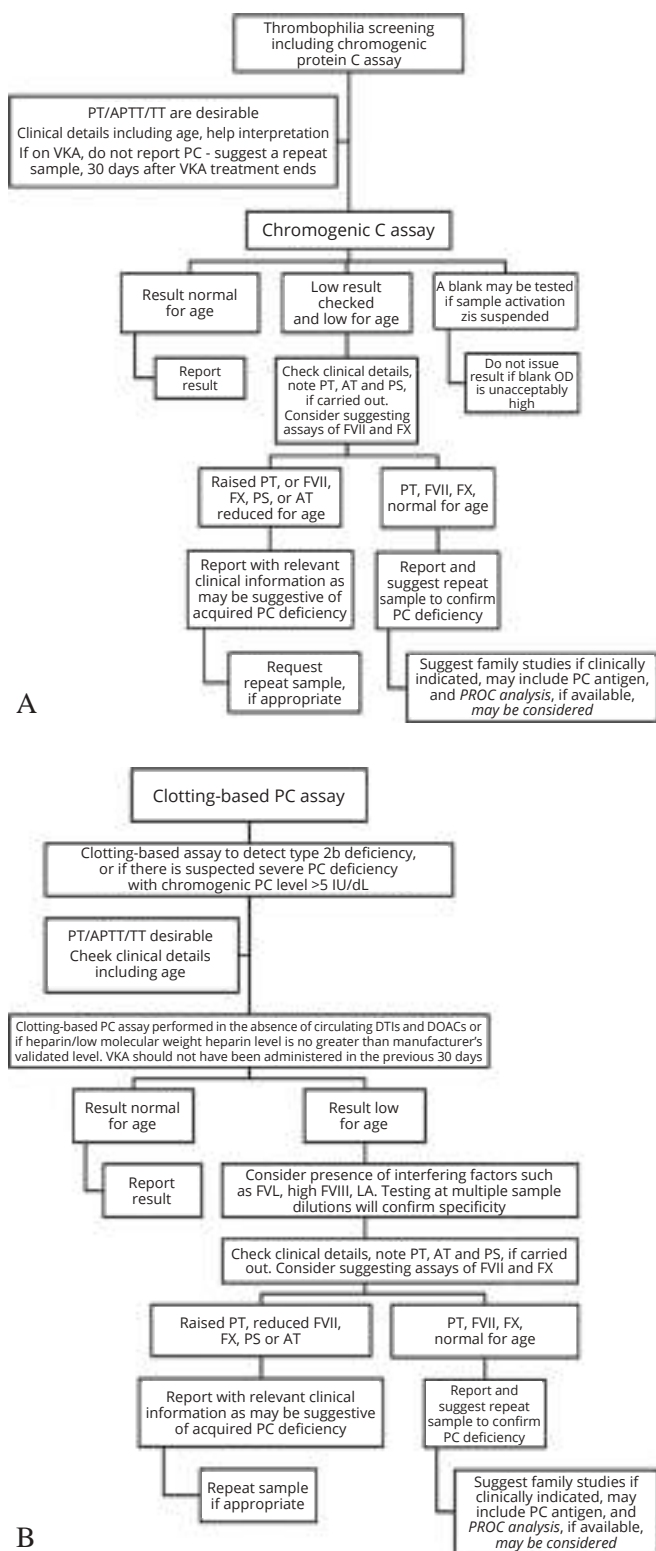 Thrombophilia screening
including chromogenic
protein C assay
PT/APTT/TT are desirable
Clinical details including age, help interpretation
If on VKA, do not report PC - suggest a repeat
sample, 30 days after VKA treatment ends
Chromogenic C assay
Result normal
for age
Low result
checked
and low for age
A blank may be tested
if sample activation
zis suspended
Report
result
Check clinical details,
note PT, AT and PS,
if carried out.
Consider suggesting
assays of FVII and FX
Do not issue
result if blank OD
is unacceptably
high
Raised PT, or FVII,
FX, PS, or AT
reduced for age
PT, FVII, FX,
normal for age
Report with relevant
clinical information as
may be suggestive of
acquired PC deficiency
Report and
suggest repeat
sample to confirm
PC deficiency
Request
repeat sample,
if appropriate
Suggest family studies if clinically
indicated, may include PC antigen,
and PROC analysis, if available,
may be considered
A
Clotting-based PC assay
Clotting-based assay to detect type 2b deficiency,
or if there is suspected severe PC deficiency
with chromogenic PC level >5 IU/dL
PT/APTT/TT desirable
Cheek clinical details
including age
Clotting-based PC assay performed in the absence of circulating DTIs and DOACs or
if heparin/low molecular weight heparin level is no greater than manufacturer's
validated level. VKA should not have been administered in the previous 30 days
Result normal
for age
Result low
for age
Report
result
Consider presence of interfering factors such
as FVL, high FVIII, LA. Testing at multiple sample
dilutions will confirm specificity
Check clinical details, note PT, AT and PS, if carried
out. Consider suggesting assays of FVII and FX
Raised PT, reduced FVII,
FX, PS or AT
PT, FVII, FX,
normal for age
Report with relevant clinical
information as may be suggestive
of acquired PC deficiency
Report and
suggest repeat
sample to confirm
PC deficiency
Repeat sample
if appropriate
Suggest family studies if
clinically indicated, may
include PC antigen, and
PROC analysis, if available,
may be considered
B